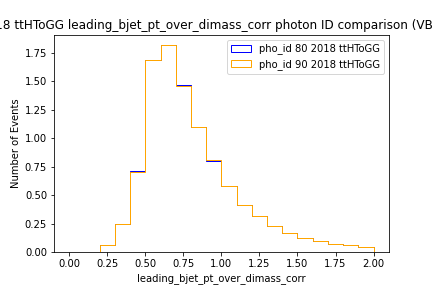 18 ttHToGG leading_bjet_pt_over_dimass_corr photon ID comparison (VB
pho_id 80 2018 ttHToGG
pho_id 90 2018 ttHToGG
Number of Events
1.75
1.50
1.25
1.00
0.75
0.50
0.25
0.00
0.00 0.25 0.50 0.75 1.00 1.25 1.50 1.75 2.00
leading_bjet_pt_over_dimass_corr